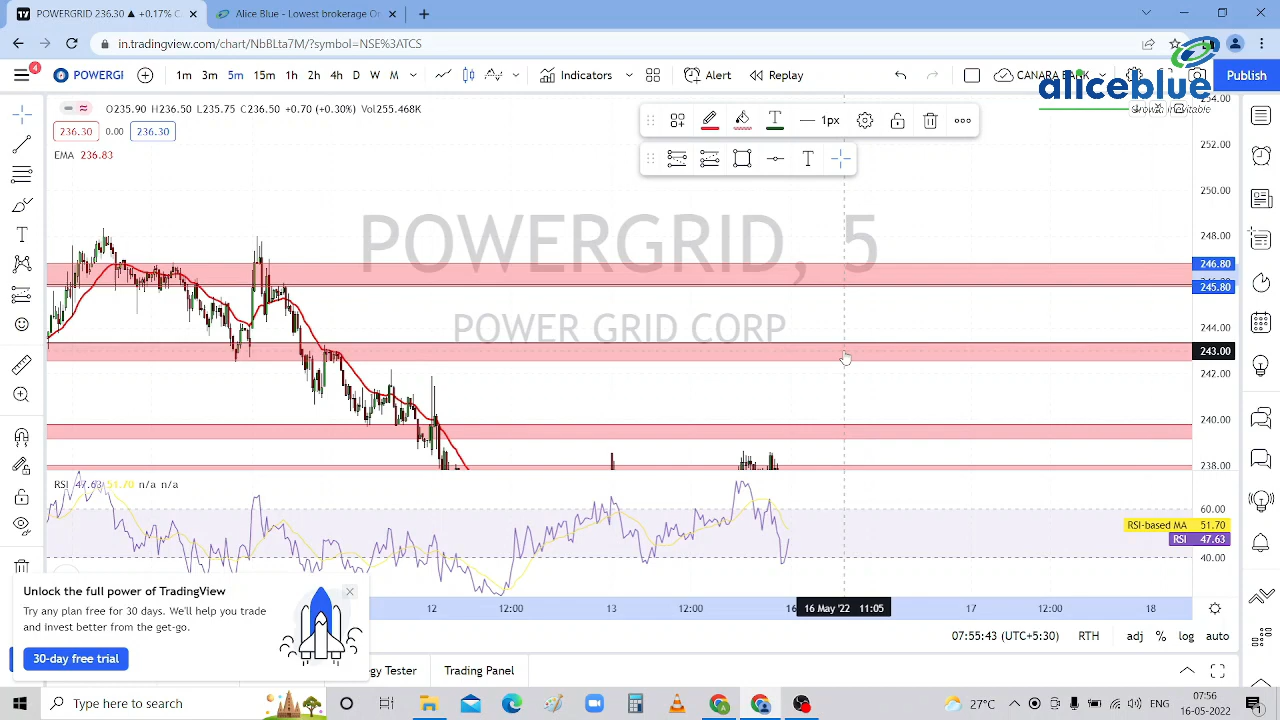 POWERGRID 236.30 ▲ +0.17% C
Alice Blue - Lowest brokerage On
in.tradingview.com/chart/NbBLta7M/?symbol=NSE%3ATCS
4
POWERGI
1m 3m 5m 15m 1h 2h 4h D W M
Indicators
Alert
Replay
CANARA
Publish
aliceblue
O235.90 H236.50 L235.75 C236.50 +0.70 (+0.30%) Vol255.468K
236.30 0.00 236.30
1px
EMA 236.83
POWERGRID, 5
POWER GRID CORP
254.00
252.00
250.00
248.00
246.80
245.80
244.00
243.00
242.00
240.00
238.00
RSI 47.63 51.70 n/a n/a
60.00
RSI-based MA 51.70
RSI 47.63
40.00
Unlock the full power of TradingView
Try any plan free for 30 days. We'll help you trade
and invest better from the get-go.
30-day free trial
12 12:00 13 12:00 16 16 May '22 11:05 17 12:00 18
07:55:43 (UTC+5:30) RTH adj % log auto
gy Tester
Trading Panel
Type here to search
27°C
ENG
07:56
16-05-2022
1